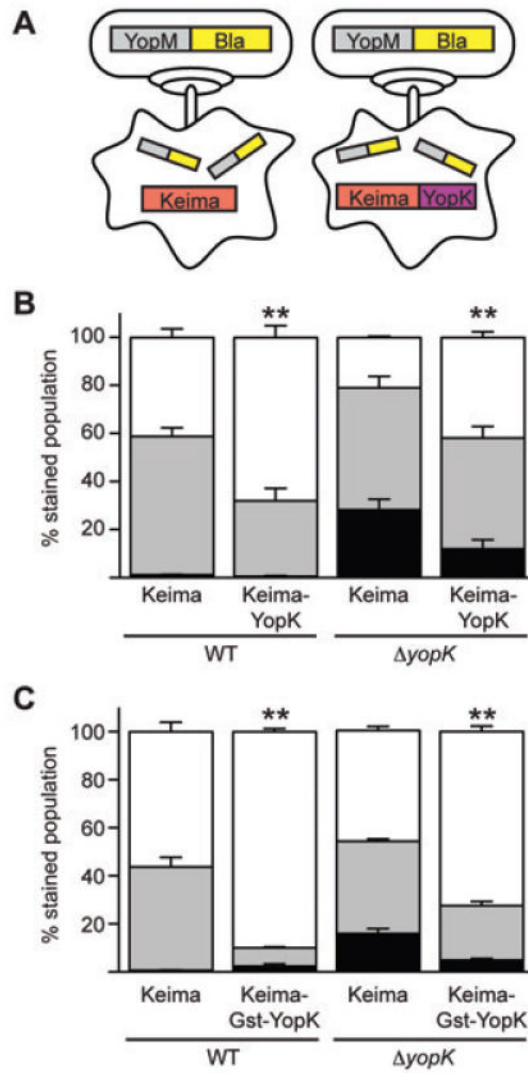 A
YopM Bla YopM Bla
Keima Keima YopK
B
** **
% stained population
100
80
60
40
20
Keima Keima- Keima Keima-
YopK YopK
WT ΔyopK
C
** **
% stained population
100
80
60
40
20
Keima Keima- Keima Keima-
Gst-YopK Gst-YopK
WT ΔyopK